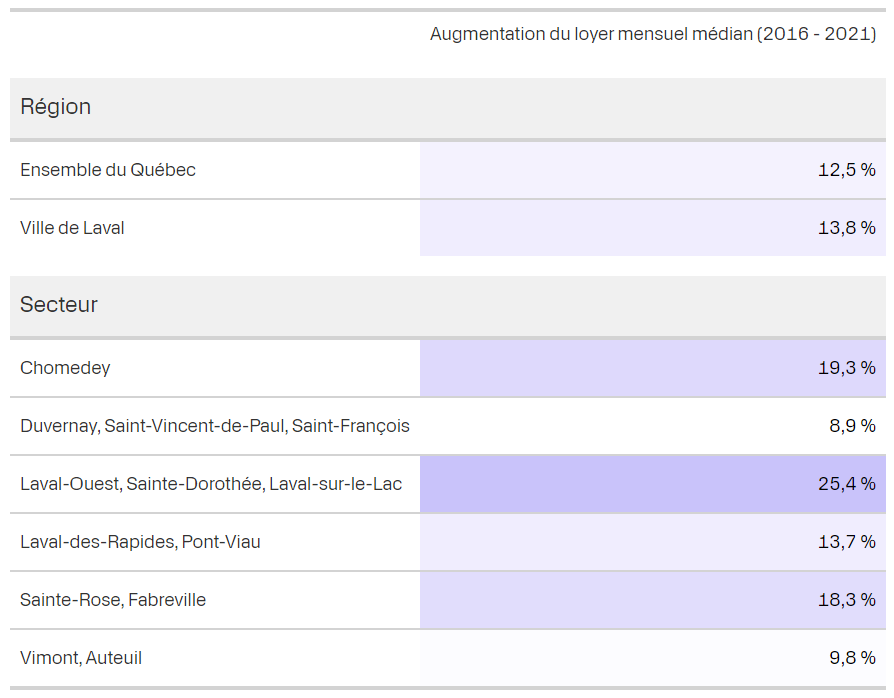 Augmentation du loyer mensuel médian (2016 - 2021)
Région
Ensemble du Québec 12,5 %
Ville de Laval 13,8 %
Secteur
Chomedey 19,3 %
Duvernay, Saint-Vincent-de-Paul, Saint-François 8,9 %
Laval-Ouest, Sainte-Dorothée, Laval-sur-le-Lac 25,4 %
Laval-des-Rapides, Pont-Viau 13,7 %
Sainte-Rose, Fabreville 18,3 %
Vimont, Auteuil 9,8 %